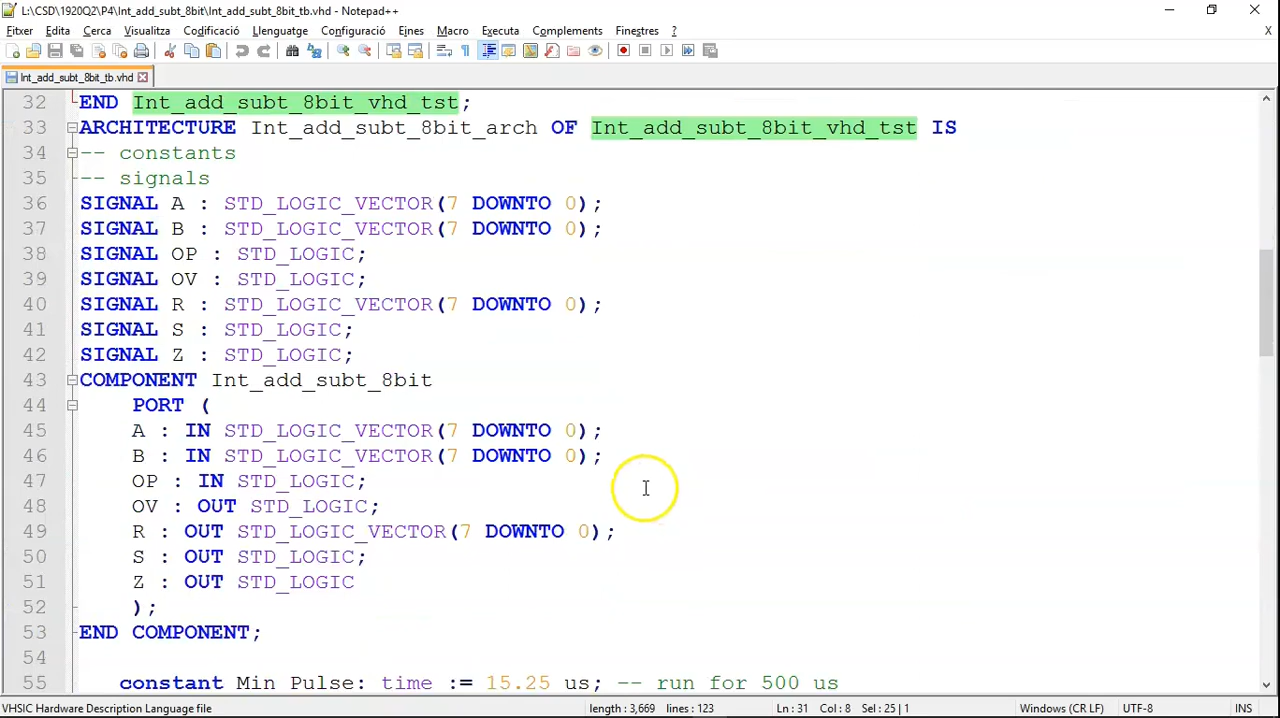 L:\CSD\1920Q2\P4\Int_add_subt_8bit\Int_add_subt_8bit_tb.vhd - Notepad++
Fitxer Edita Cerca Visualitza Codificació Llenguatge Configuració Eines Macro Executa Complements Finestres ? X
Int_add_subt_8bit_tb.vhd
32 END Int_add_subt_8bit_vhd_tst;
33 ARCHITECTURE Int_add_subt_8bit_arch OF Int_add_subt_8bit_vhd_tst IS
34 -- constants
35 -- signals
36 SIGNAL A : STD_LOGIC_VECTOR(7 DOWNTO 0);
37 SIGNAL B : STD_LOGIC_VECTOR(7 DOWNTO 0);
38 SIGNAL OP : STD_LOGIC;
39 SIGNAL OV : STD_LOGIC;
40 SIGNAL R : STD_LOGIC_VECTOR(7 DOWNTO 0);
41 SIGNAL S : STD_LOGIC;
42 SIGNAL Z : STD_LOGIC;
43 COMPONENT Int_add_subt_8bit
44 PORT (
45 A : IN STD_LOGIC_VECTOR(7 DOWNTO 0);
46 B : IN STD_LOGIC_VECTOR(7 DOWNTO 0);
47 OP : IN STD_LOGIC;
48 OV : OUT STD_LOGIC;
49 R : OUT STD_LOGIC_VECTOR(7 DOWNTO 0);
50 S : OUT STD_LOGIC;
51 Z : OUT STD_LOGIC
52 );
53 END COMPONENT;
54
55 constant Min_Pulse: time := 15.25 us; -- run for 500 us
VHSIC Hardware Description Language file length : 3,669 lines : 123 Ln : 31 Col : 8 Sel : 25 | 1 Windows (CR LF) UTF-8 INS